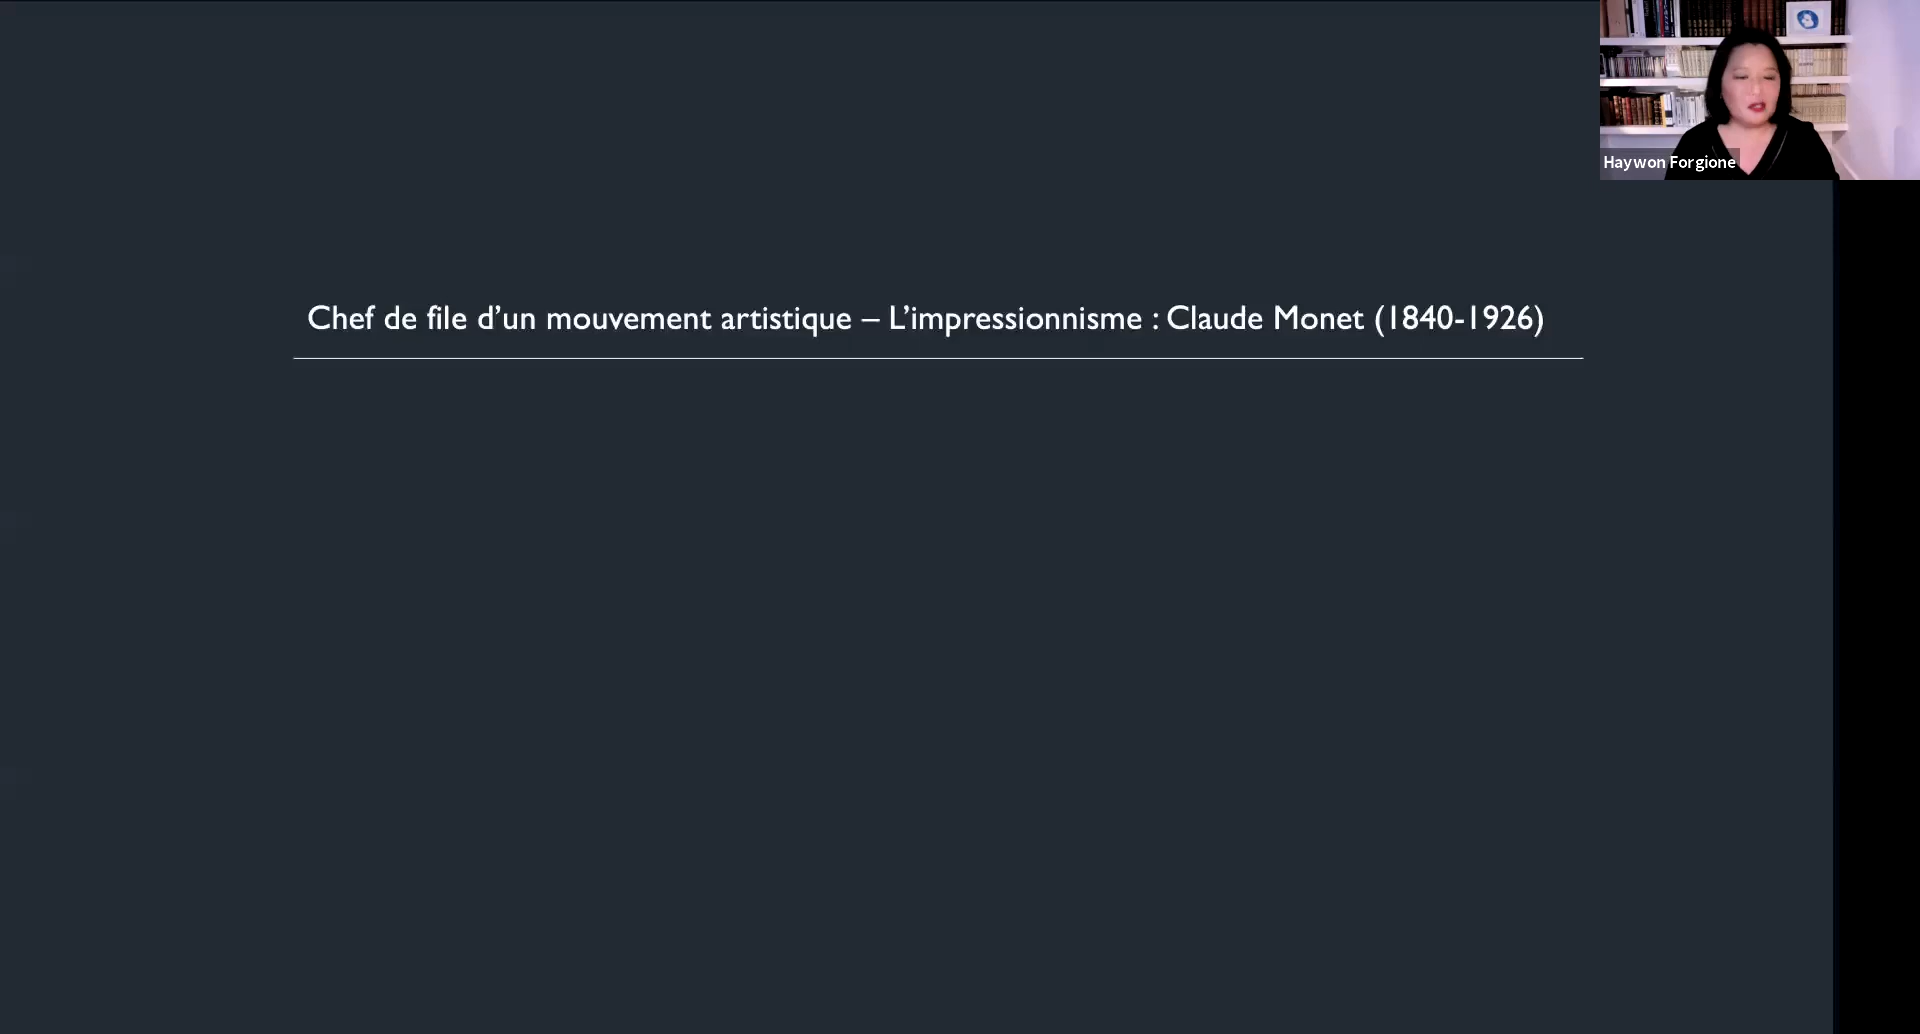 Haywon Forgione
Chef de file d’un mouvement artistique – L’impressionnisme : Claude Monet (1840-1926)